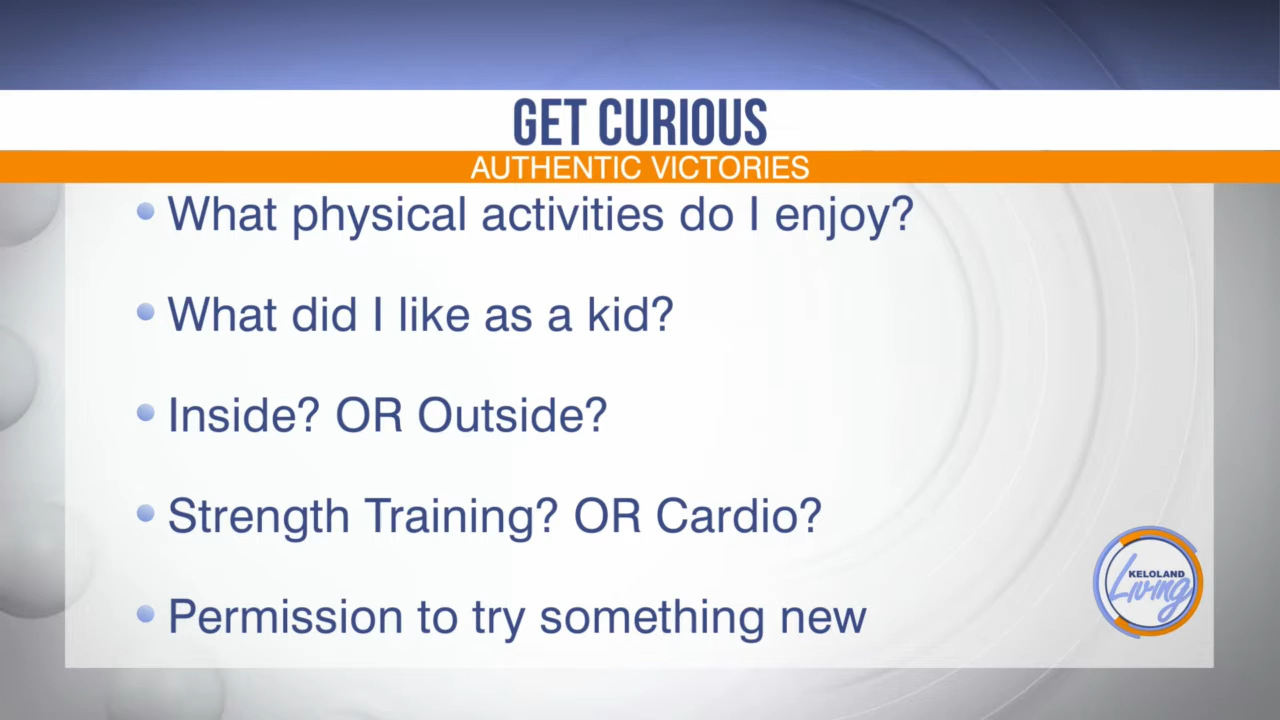 GET CURIOUS
AUTHENTIC VICTORIES
• What physical activities do I enjoy?
• What did I like as a kid?
• Inside? OR Outside?
• Strength Training? OR Cardio?
• Permission to try something new
KELOLAND
Living